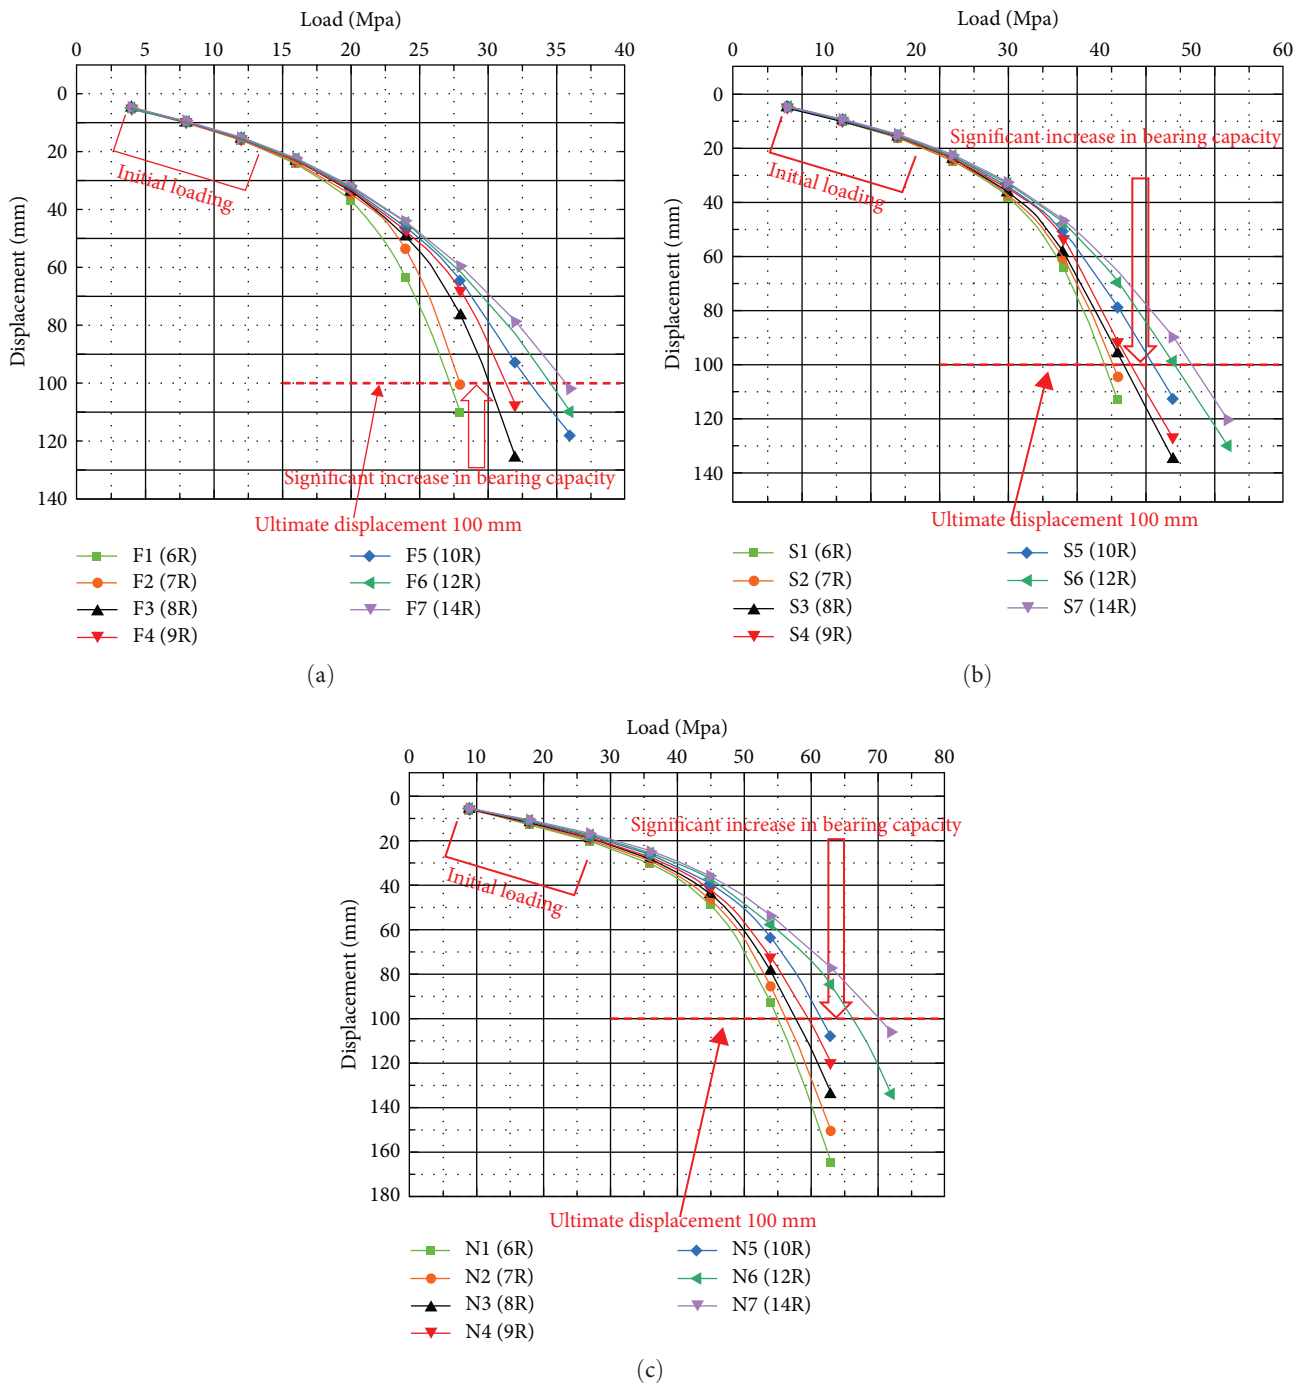 Load (Mpa)
0 5 10 15 20 25 30 35 40
0
20
40
60
80
100
120
140
Displacement (mm)
Initial loading
Significant increase in bearing capacity
Ultimate displacement 100 mm
F1 (6R)
F2 (7R)
F3 (8R)
F4 (9R)
F5 (10R)
F6 (12R)
F7 (14R)
(a)
Load (Mpa)
0 10 20 30 40 50 60
0
20
40
60
80
100
120
140
Displacement (mm)
Significant increase in bearing capacity
Initial loading
Ultimate displacement 100 mm
S1 (6R)
S2 (7R)
S3 (8R)
S4 (9R)
S5 (10R)
S6 (12R)
S7 (14R)
(b)
Load (Mpa)
0 10 20 30 40 50 60 70 80
0
20
40
60
80
100
120
140
160
180
Displacement (mm)
Significant increase in bearing capacity
Initial loading
Ultimate displacement 100 mm
N1 (6R)
N2 (7R)
N3 (8R)
N4 (9R)
N5 (10R)
N6 (12R)
N7 (14R)
(c)